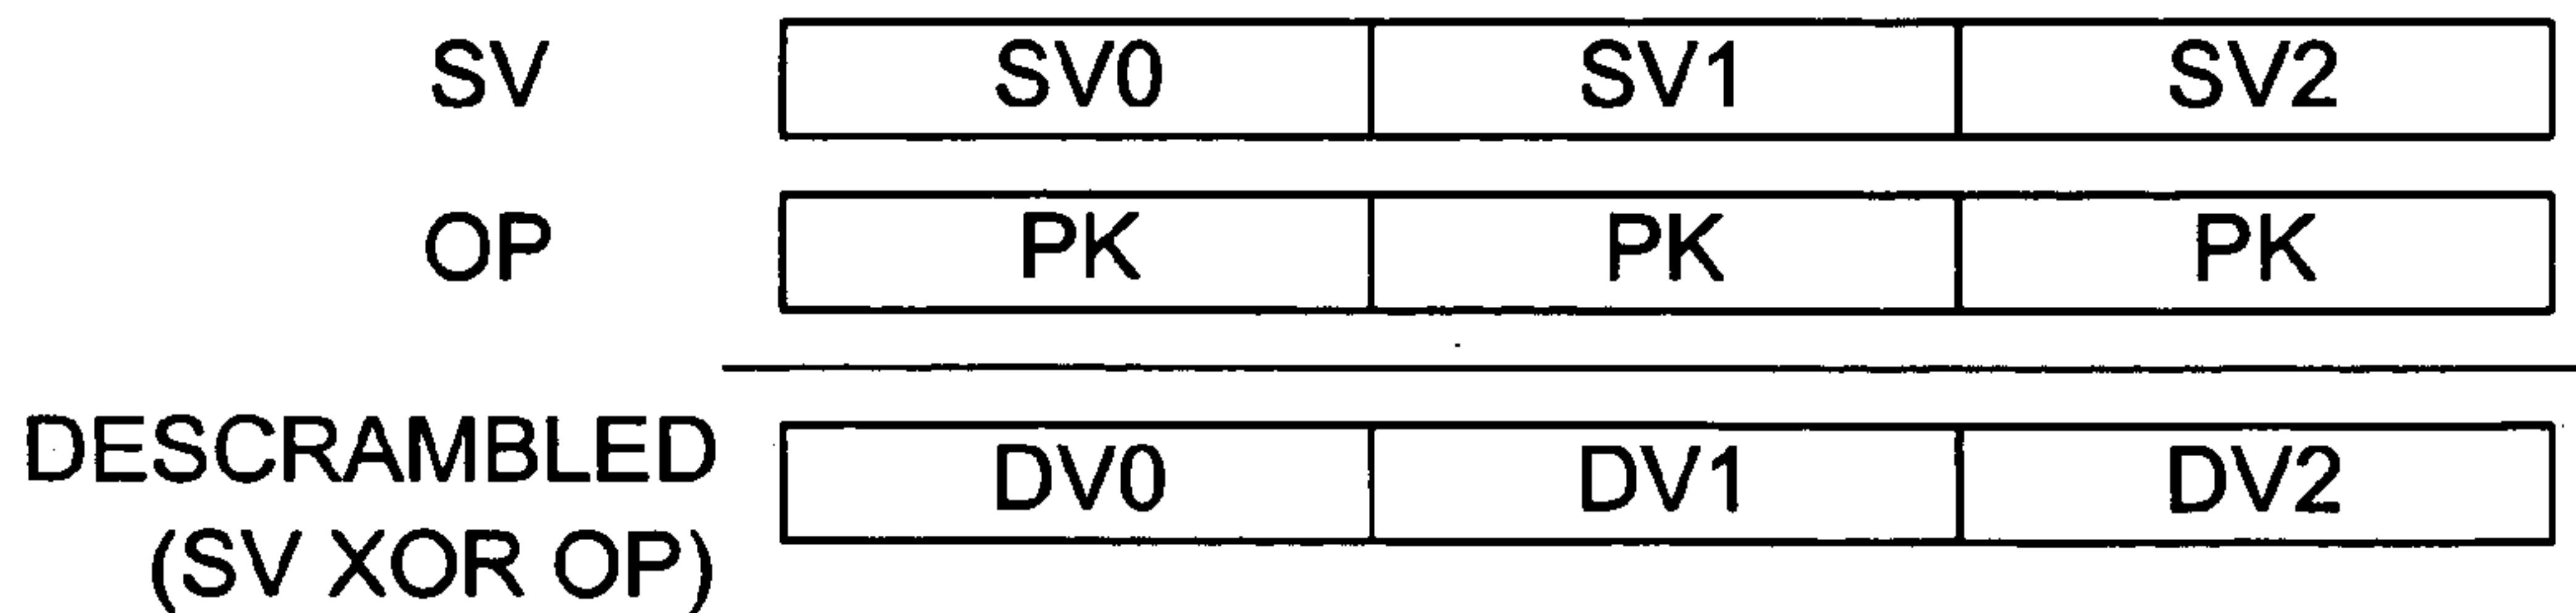 SV SV0 SV1 SV2
OP PK PK PK
DESCRAMBLED DV0 DV1 DV2
(SV XOR OP)